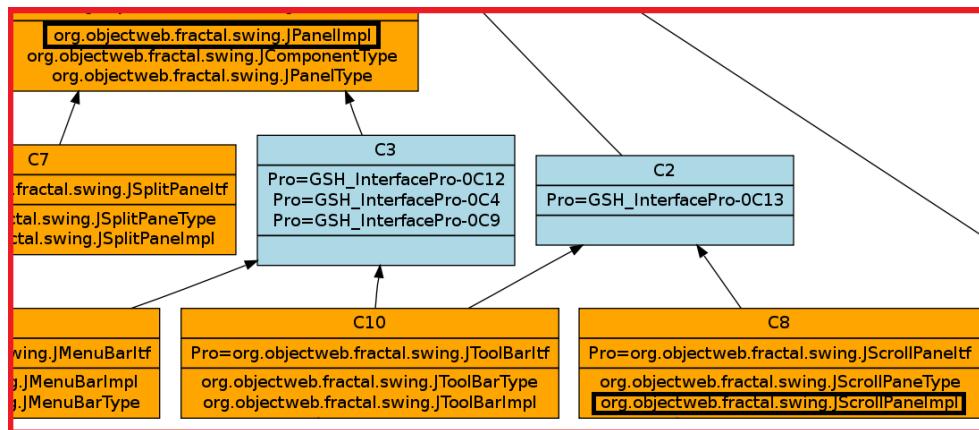 org.objectweb.fractal.swing.JPanelImpl
org.objectweb.fractal.swing.JComponentType
org.objectweb.fractal.swing.JPanelType
C7
fractal.swing.JSplitPaneItf
ctal.swing.JSplitPaneType
ctal.swing.JSplitPaneImpl
C3
Pro=GSH_InterfacePro-0C12
Pro=GSH_InterfacePro-0C4
Pro=GSH_InterfacePro-0C9
C2
Pro=GSH_InterfacePro-0C13
swing.JMenuBarItf
JMenuBarImpl
JMenuBarType
C10
Pro=org.objectweb.fractal.swing.JToolBarItf
org.objectweb.fractal.swing.JToolBarType
org.objectweb.fractal.swing.JToolBarImpl
C8
Pro=org.objectweb.fractal.swing.JScrollPaneItf
org.objectweb.fractal.swing.JScrollPaneType
org.objectweb.fractal.swing.JScrollPaneImpl